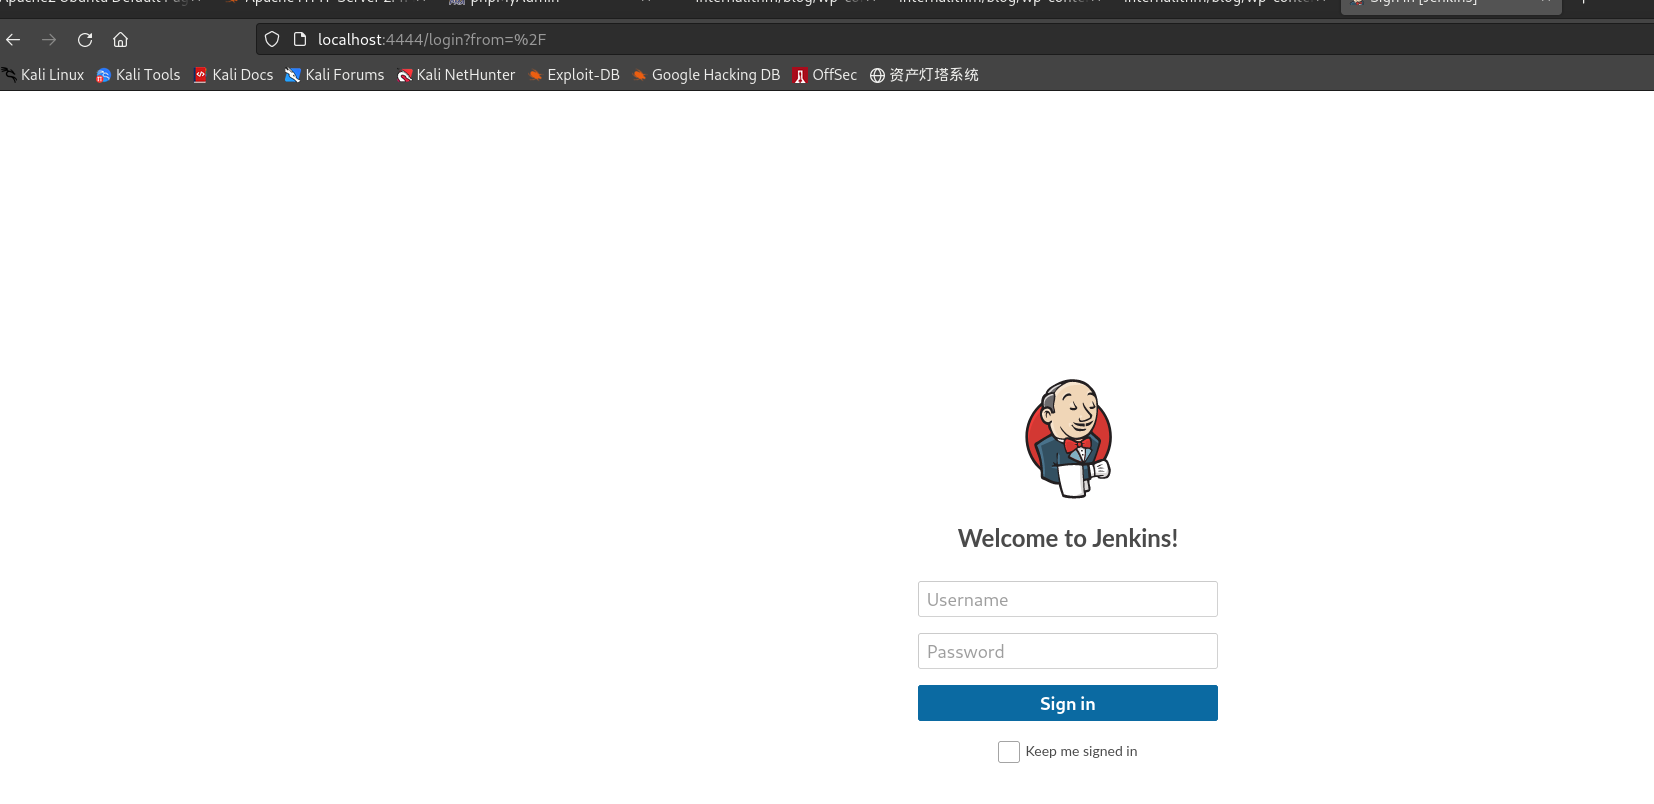 phpMyAdmin
localhost:4444/login?from=%2F
Kali Linux Kali Tools Kali Docs Kali Forums Kali NetHunter Exploit-DB Google Hacking DB OffSec 资产灯塔系统
Welcome to Jenkins!
Username
Password
Sign in
Keep me signed in